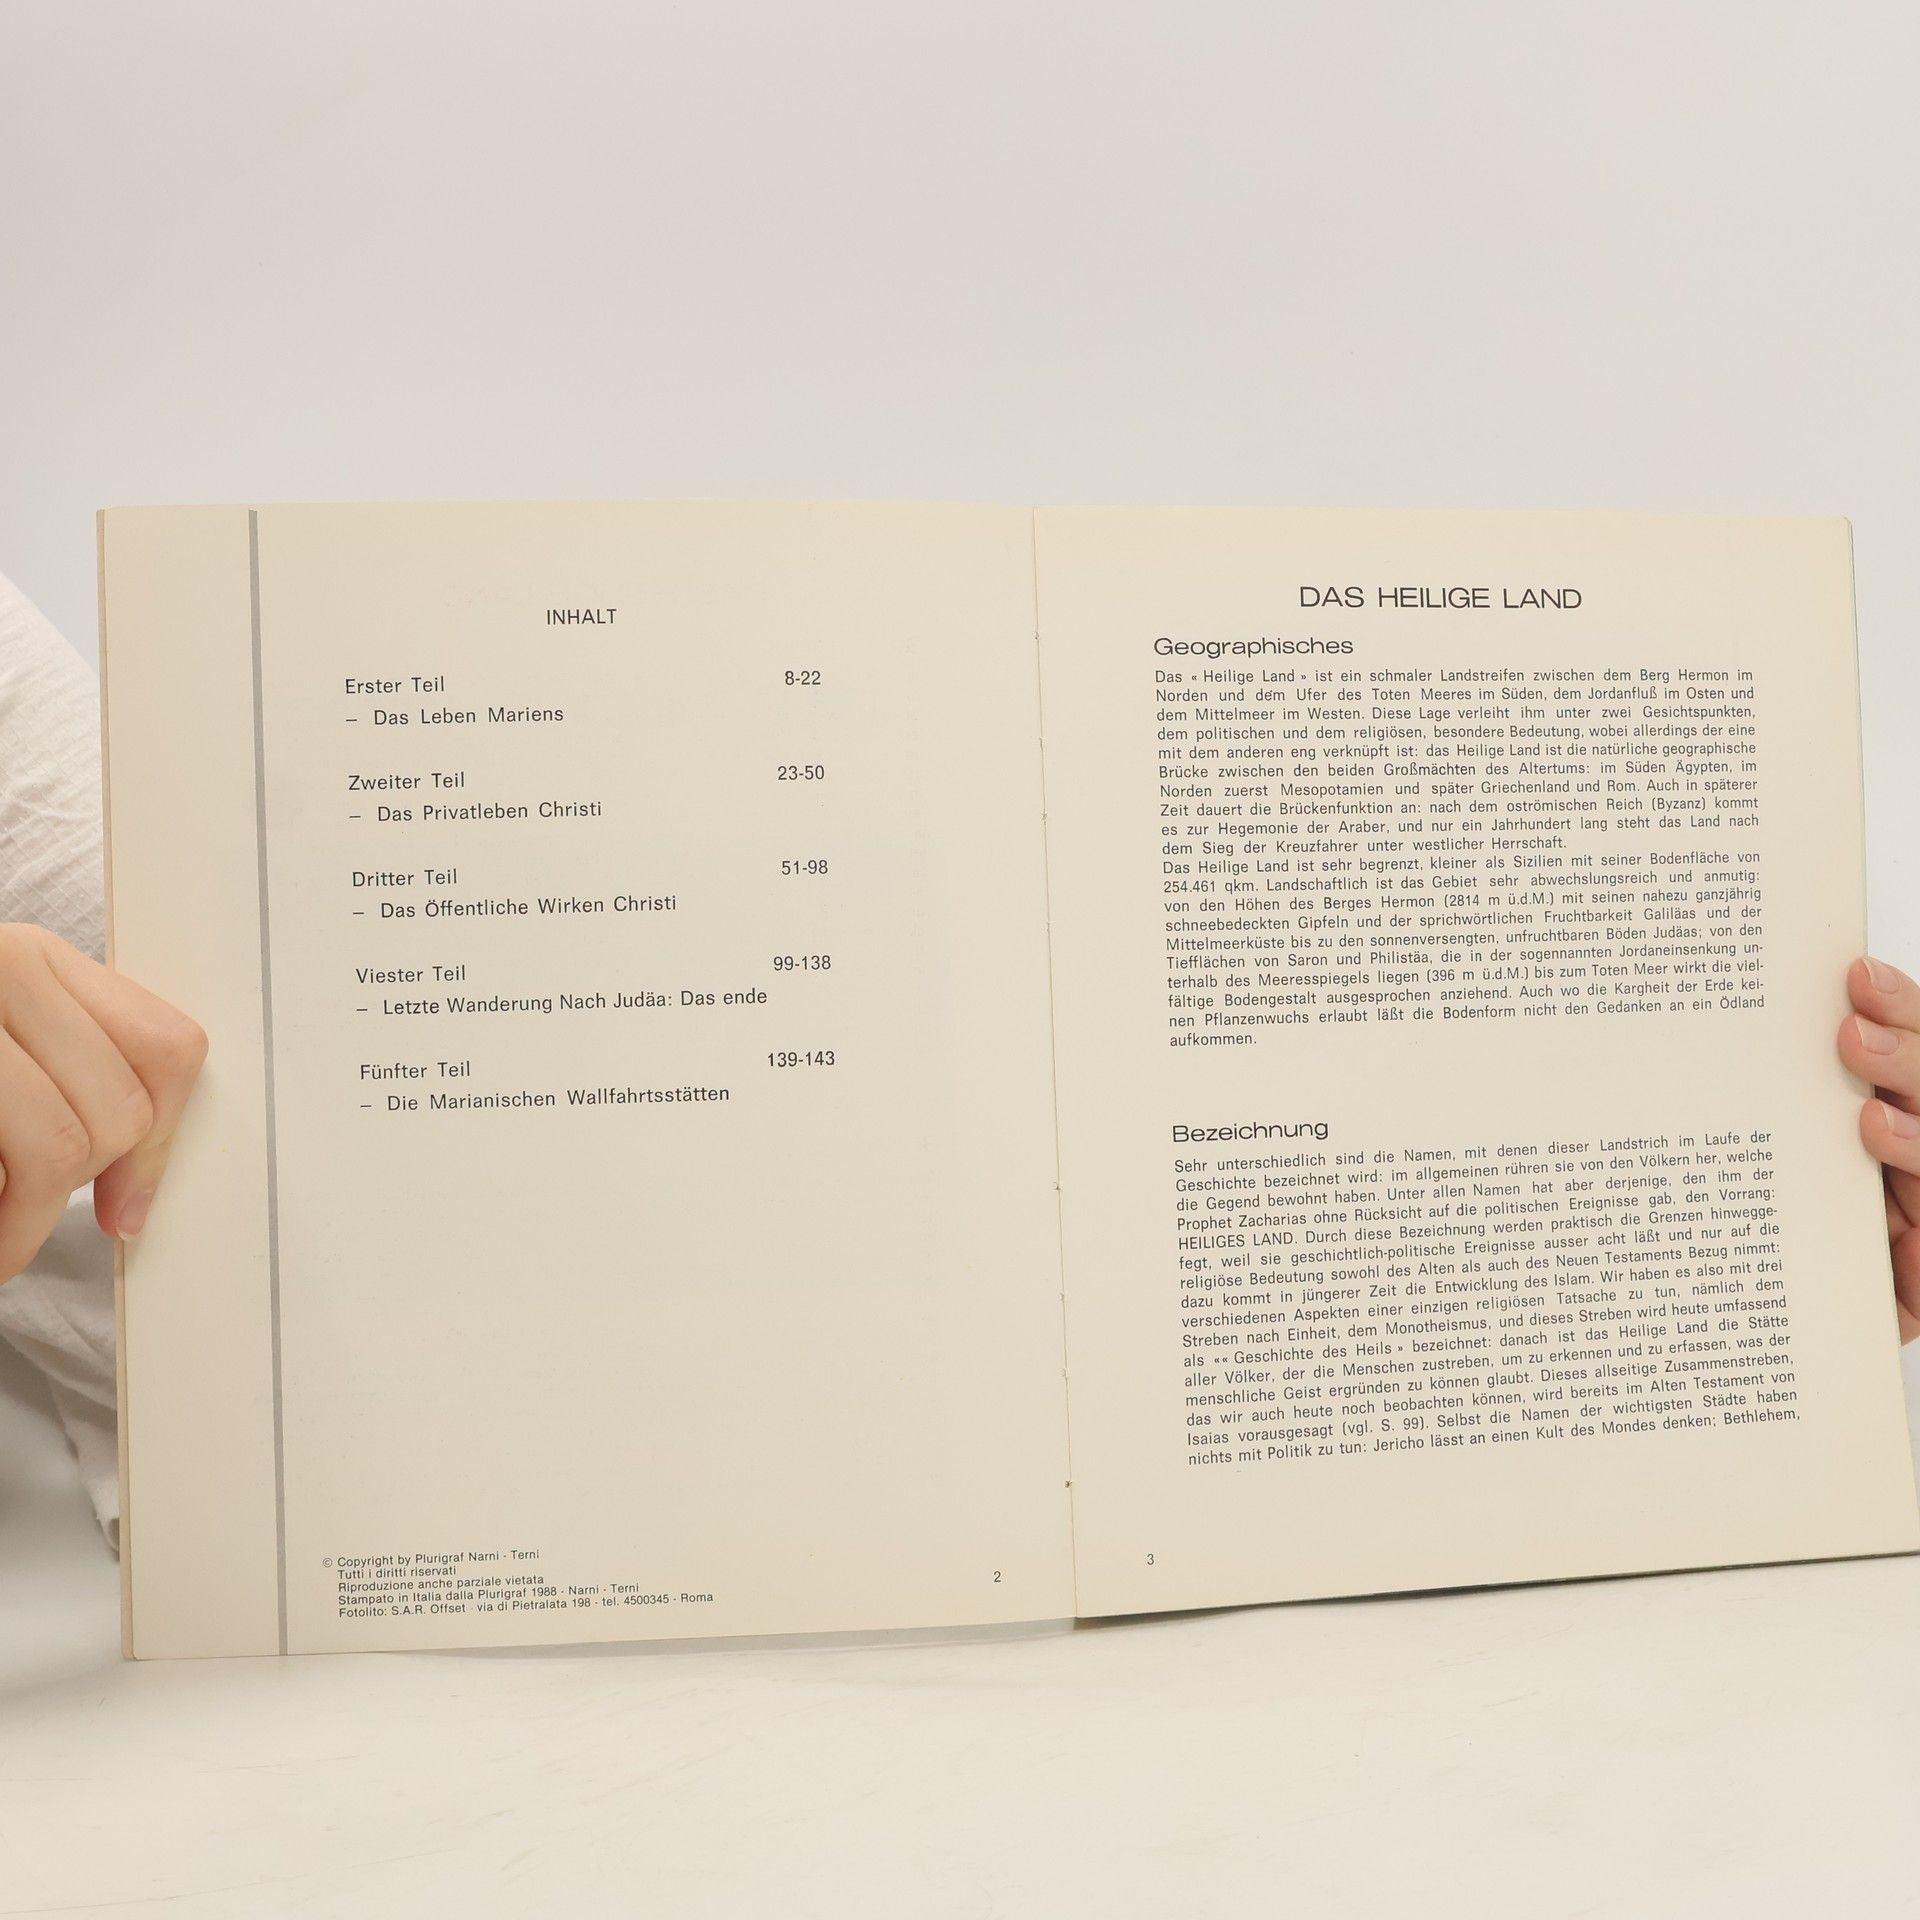 INHALT
Erster Teil 8-22
– Das Leben Mariens
Zweiter Teil 23-50
– Das Privatleben Christi
Dritter Teil 51-98
– Das Öffentliche Wirken Christi
Viester Teil 99-138
– Letzte Wanderung Nach Judäa: Das ende
Fünfter Teil 139-143
– Die Marianischen Wallfahrtsstätten
© Copyright by Plurigraf Narni - Terni
Tutti i diritti riservati
Riproduzione anche parziale vietata
Stampato in Italia dalla Plurigraf 1988 - Narni - Terni
Fotolito: S.A.R. Offset - via di Pietralata 198 - tel. 4500345 - Roma
2
DAS HEILIGE LAND
Geographisches
Das « Heilige Land » ist ein schmaler Landstreifen zwischen dem Berg Hermon im
Norden und dem Ufer des Toten Meeres im Süden, dem Jordanfluß im Osten und
dem Mittelmeer im Westen. Diese Lage verleiht ihm unter zwei Gesichtspunkten,
dem politischen und dem religiösen, besondere Bedeutung, wobei allerdings der eine
mit dem anderen eng verknüpft ist: das Heilige Land ist die natürliche geographische
Brücke zwischen den beiden Großmächten des Altertums: im Süden Ägypten, im
Norden zuerst Mesopotamien und später Griechenland und Rom. Auch in späterer
Zeit dauert die Brückenfunktion an: nach dem oströmischen Reich (Byzanz) kommt
es zur Hegemonie der Araber, und nur ein Jahrhundert lang steht das Land nach
dem Sieg der Kreuzfahrer unter westlicher Herrschaft.
Das Heilige Land ist sehr begrenzt, kleiner als Sizilien mit seiner Bodenfläche von
254.461 qkm. Landschaftlich ist das Gebiet sehr abwechslungsreich und anmutig:
von den Höhen des Berges Hermon (2814 m ü.d.M.) mit seinen nahezu ganzjährig
schneebedeckten Gipfeln und der sprichwörtlichen Fruchtbarkeit Galiläas und der
Mittelmeerküste bis zu den sonnenversengten, unfruchtbaren Böden Judäas; von den
Tiefflächen von Saron und Philistäa, die in der sogennannten Jordaneinsenkung un-
terhalb des Meeresspiegels liegen (396 m ü.d.M.) bis zum Toten Meer wirkt die viel-
fältige Bodengestalt ausgesprochen anziehend. Auch wo die Kargheit der Erde kei-
nen Pflanzenwuchs erlaubt läßt die Bodenform nicht den Gedanken an ein Ödland
aufkommen.
Bezeichnung
Sehr unterschiedlich sind die Namen, mit denen dieser Landstrich im Laufe der
Geschichte bezeichnet wird: im allgemeinen rühren sie von den Völkern her, welche
die Gegend bewohnt haben. Unter allen Namen hat aber derjenige, den ihm der
Prophet Zacharias ohne Rücksicht auf die politischen Ereignisse gab, den Vorrang:
HEILIGES LAND. Durch diese Bezeichnung werden praktisch die Grenzen hinwegge-
fegt, weil sie geschichtlich-politische Ereignisse ausser acht läßt und nur auf die
religiöse Bedeutung sowohl des Alten als auch des Neuen Testaments Bezug nimmt:
dazu kommt in jüngerer Zeit die Entwicklung des Islam. Wir haben es also mit drei
verschiedenen Aspekten einer einzigen religiösen Tatsache zu tun, nämlich dem
Streben nach Einheit, dem Monotheismus, und dieses Streben wird heute umfassend
als «« Geschichte des Heils » bezeichnet: danach ist das Heilige Land die Stätte
aller Völker, der die Menschen zustreben, um zu erkennen und zu erfassen, was der
menschliche Geist ergründen zu können glaubt. Dieses allseitige Zusammenstreben,
das wir auch heute noch beobachten können, wird bereits im Alten Testament von
Isaias vorausgesagt (vgl. S. 99). Selbst die Namen der wichtigsten Städte haben
nichts mit Politik zu tun: Jericho lässt an einen Kult des Mondes denken; Bethlehem,
3